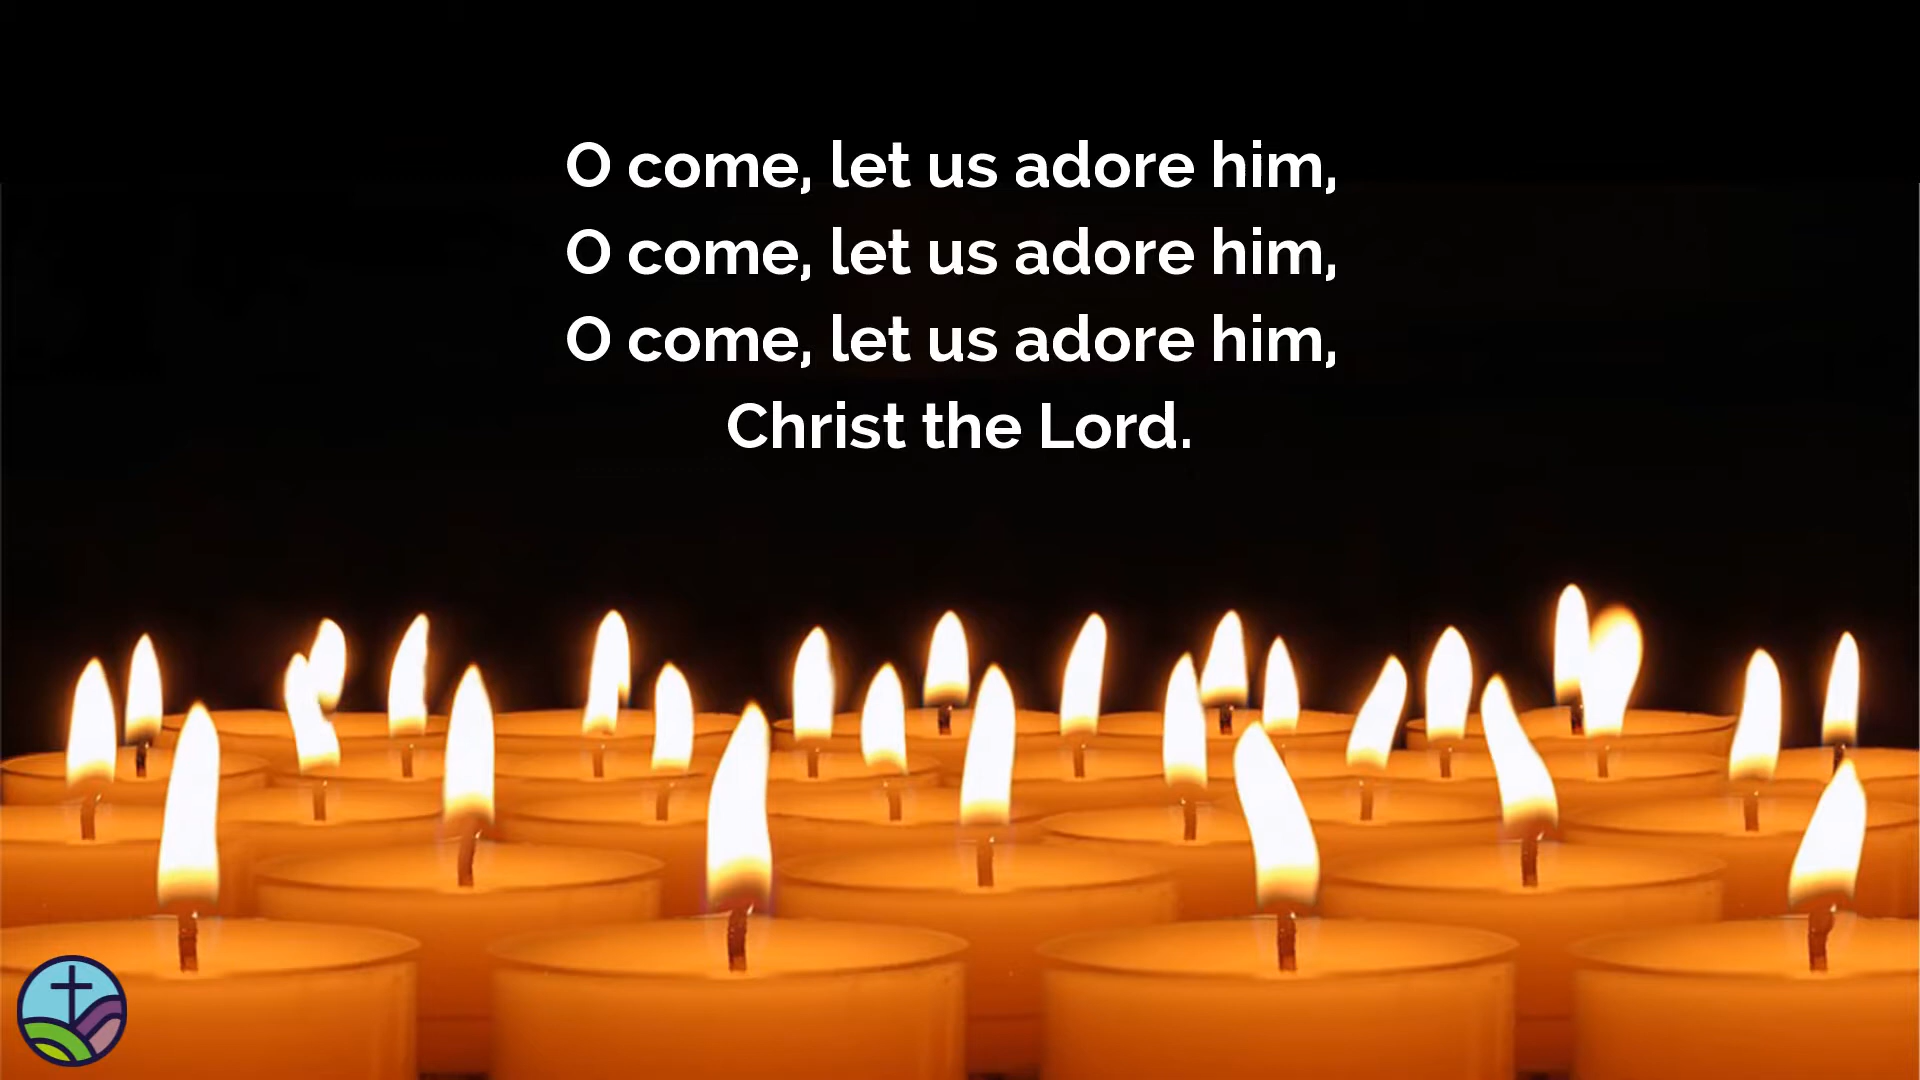 O come, let us adore him,
O come, let us adore him,
O come, let us adore him,
Christ the Lord.